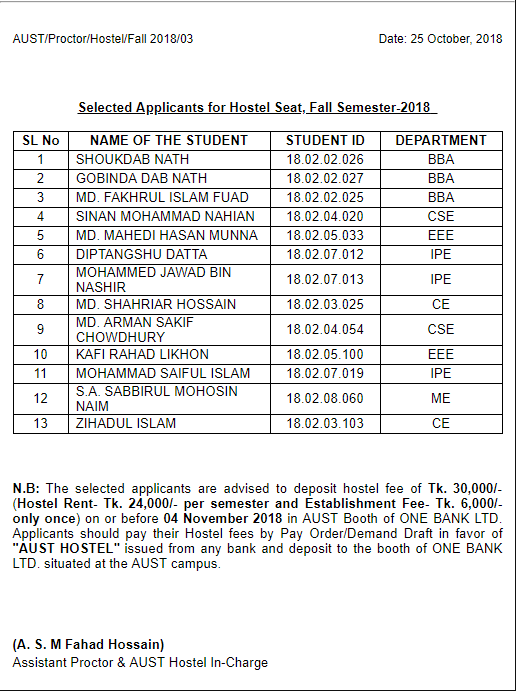 AUST/Proctor/Hostel/Fall 2018/03 Date: 25 October, 2018
Selected Applicants for Hostel Seat, Fall Semester-2018
SL No NAME OF THE STUDENT STUDENT ID DEPARTMENT
1 SHOUKDAB NATH 18.02.02.026 BBA
2 GOBINDA DAB NATH 18.02.02.027 BBA
3 MD. FAKHRUL ISLAM FUAD 18.02.02.025 BBA
4 SINAN MOHAMMAD NAHIAN 18.02.04.020 CSE
5 MD. MAHEDI HASAN MUNNA 18.02.05.033 EEE
6 DIPTANGSHU DATTA 18.02.07.012 IPE
7 MOHAMMED JAWAD BIN
NASHIR 18.02.07.013 IPE
8 MD. SHAHRIAR HOSSAIN 18.02.03.025 CE
9 MD. ARMAN SAKIF
CHOWDHURY 18.02.04.054 CSE
10 KAFI RAHAD LIKHON 18.02.05.100 EEE
11 MOHAMMAD SAIFUL ISLAM 18.02.07.019 IPE
12 S.A. SABBIRUL MOHOSIN
NAIM 18.02.08.060 ME
13 ZIHADUL ISLAM 18.02.03.103 CE
N.B: The selected applicants are advised to deposit hostel fee of Tk. 30,000/-
(Hostel Rent- Tk. 24,000/- per semester and Establishment Fee- Tk. 6,000/-
only once) on or before 04 November 2018 in AUST Booth of ONE BANK LTD.
Applicants should pay their Hostel fees by Pay Order/Demand Draft in favor of
"AUST HOSTEL" issued from any bank and deposit to the booth of ONE BANK
LTD. situated at the AUST campus.
(A. S. M Fahad Hossain)
Assistant Proctor & AUST Hostel In-Charge